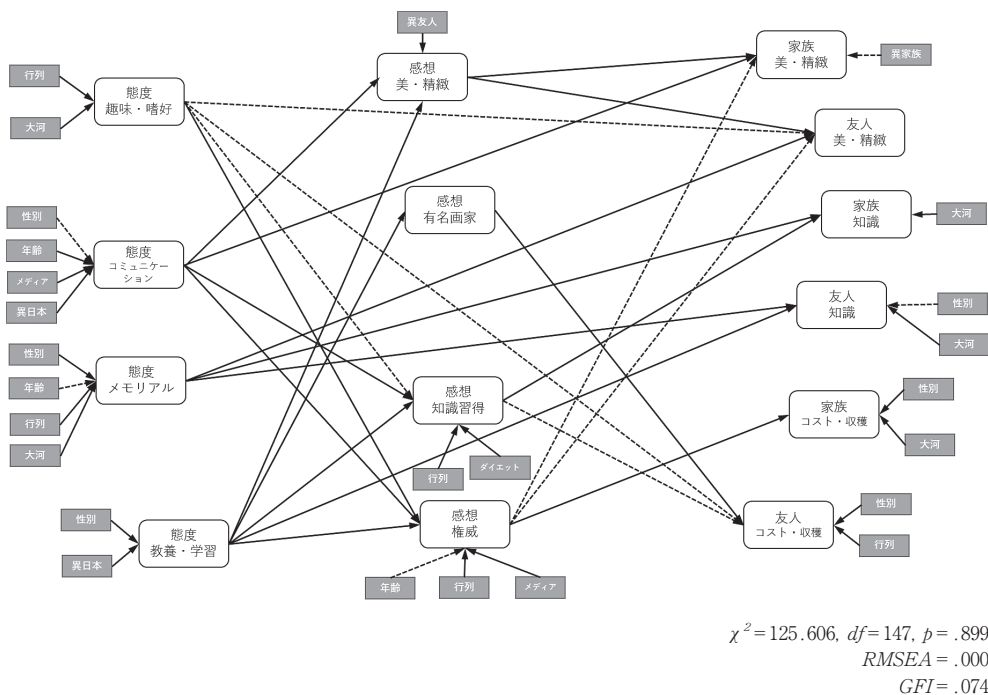 異友人
行列
大河
態度
趣味・嗜好
感想
美・精緻
家族
美・精緻
異家族
友人
美・精緻
性別
年齢
メディア
異日本
態度
コミュニケー
ション
感想
有名画家
家族
知識
大河
友人
知識
性別
大河
性別
年齢
行列
大河
態度
メモリアル
感想
知識習得
行列
ダイエット
家族
コスト・収穫
性別
大河
性別
異日本
態度
教養・学習
感想
権威
年齢
行列
メディア
友人
コスト・収穫
性別
行列
χ²=125.606, df=147, p=.899
RMSEA=.000
GFI=.074